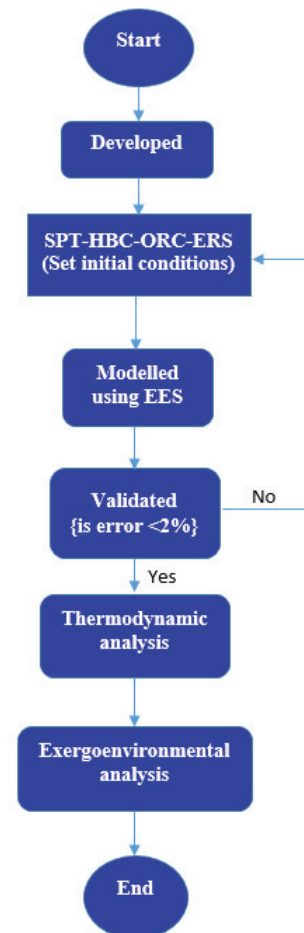 Start
Developed
SPT-HBC-ORC-ERS
(Set initial conditions)
Modelled
using EES
Validated
{is error <2%}
No
Yes
Thermodynamic
analysis
Exergoenvironmental
analysis
End